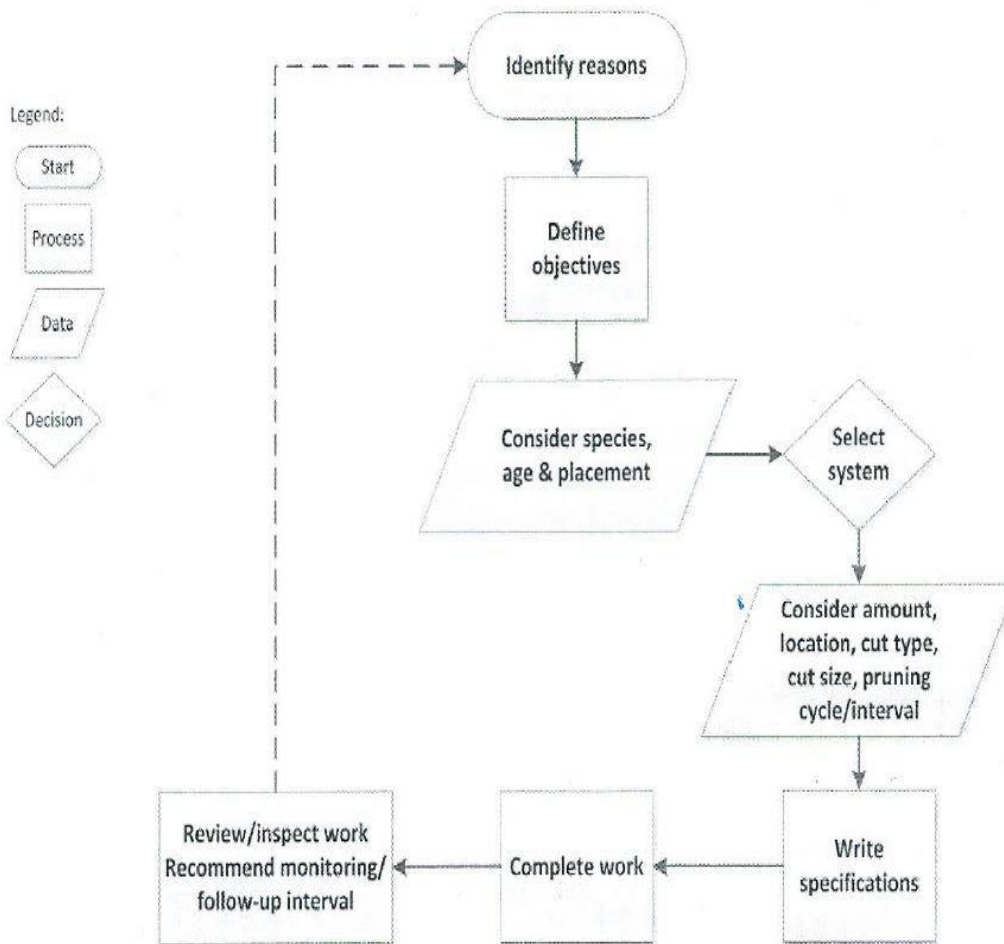 Identify reasons
Legend:
Start
Process
Data
Decision
Define
objectives
Consider species,
age & placement
Select
system
Consider amount,
location, cut type,
cut size, pruning
cycle/interval
Write
specifications
Complete work
Review/inspect work
Recommend monitoring/
follow-up interval